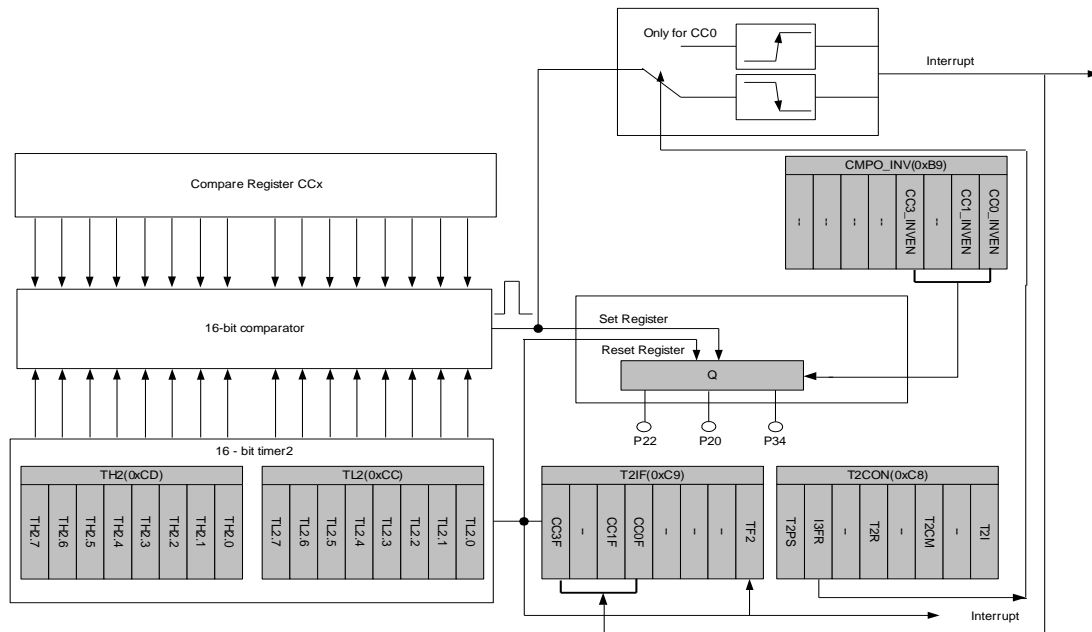 Only for CC0
Interrupt
Compare Register CCx
CMPO_INV(0xB9)
--
--
--
--
CC3_INVEN
-
CC1_INVEN
CC0_INVEN
16-bit comparator
Set Register
Reset Register
Q
P22
P20
P34
16 - bit timer2
TH2(0xCD)
TH2.7
TH2.6
TH2.5
TH2.4
TH2.3
TH2.2
TH2.1
TH2.0
TL2(0xCC)
TL2.7
TL2.6
TL2.5
TL2.4
TL2.3
TL2.2
TL2.1
TL2.0
T2IF(0xC9)
CC3F
-
CC1F
CC0F
-
-
-
TF2
T2CON(0xC8)
T2PS
I3FR
-
T2R
-
T2CM
-
T2I
Interrupt